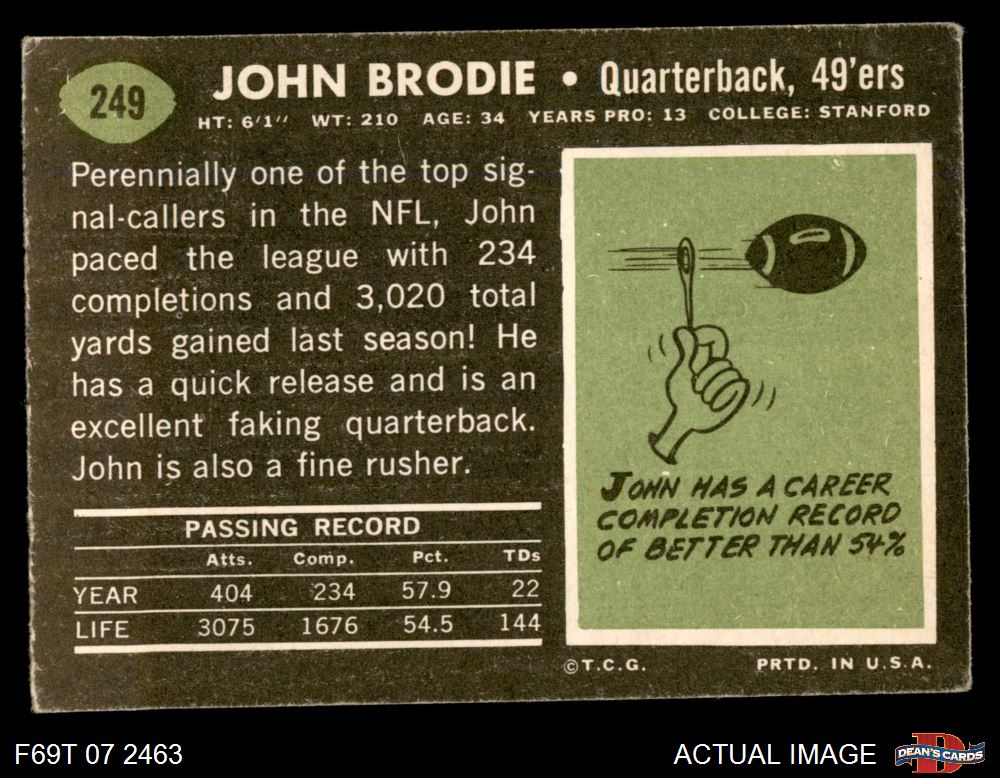 249
JOHN BRODIE • Quarterback, 49'ers
HT: 6'1" WT: 210 AGE: 34 YEARS PRO: 13 COLLEGE: STANFORD
Perennially one of the top sig-
nal-callers in the NFL, John
paced the league with 234
completions and 3,020 total
yards gained last season! He
has a quick release and is an
excellent faking quarterback.
John is also a fine rusher.
PASSING RECORD
Atts. Comp. Pct. TDs
YEAR 404 234 57.9 22
LIFE 3075 1676 54.5 144
JOHN HAS A CAREER
COMPLETION RECORD
OF BETTER THAN 54%
©T.C.G. PRTD. IN U.S.A.
F69T 07 2463
ACTUAL IMAGE
D
DEAN'S CARDS